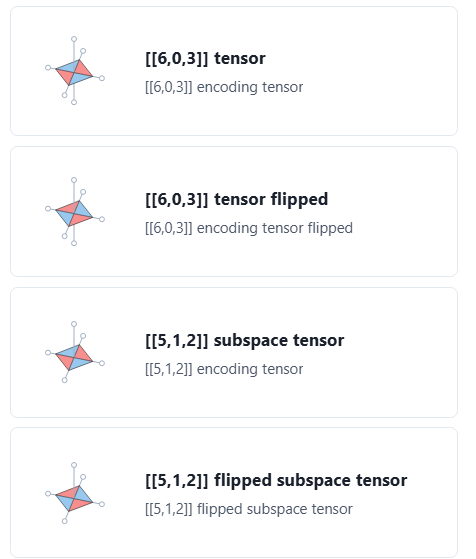 [[6,0,3]] tensor
[[6,0,3]] encoding tensor
[[6,0,3]] tensor flipped
[[6,0,3]] encoding tensor flipped
[[5,1,2]] subspace tensor
[[5,1,2]] encoding tensor
[[5,1,2]] flipped subspace tensor
[[5,1,2]] flipped subspace tensor